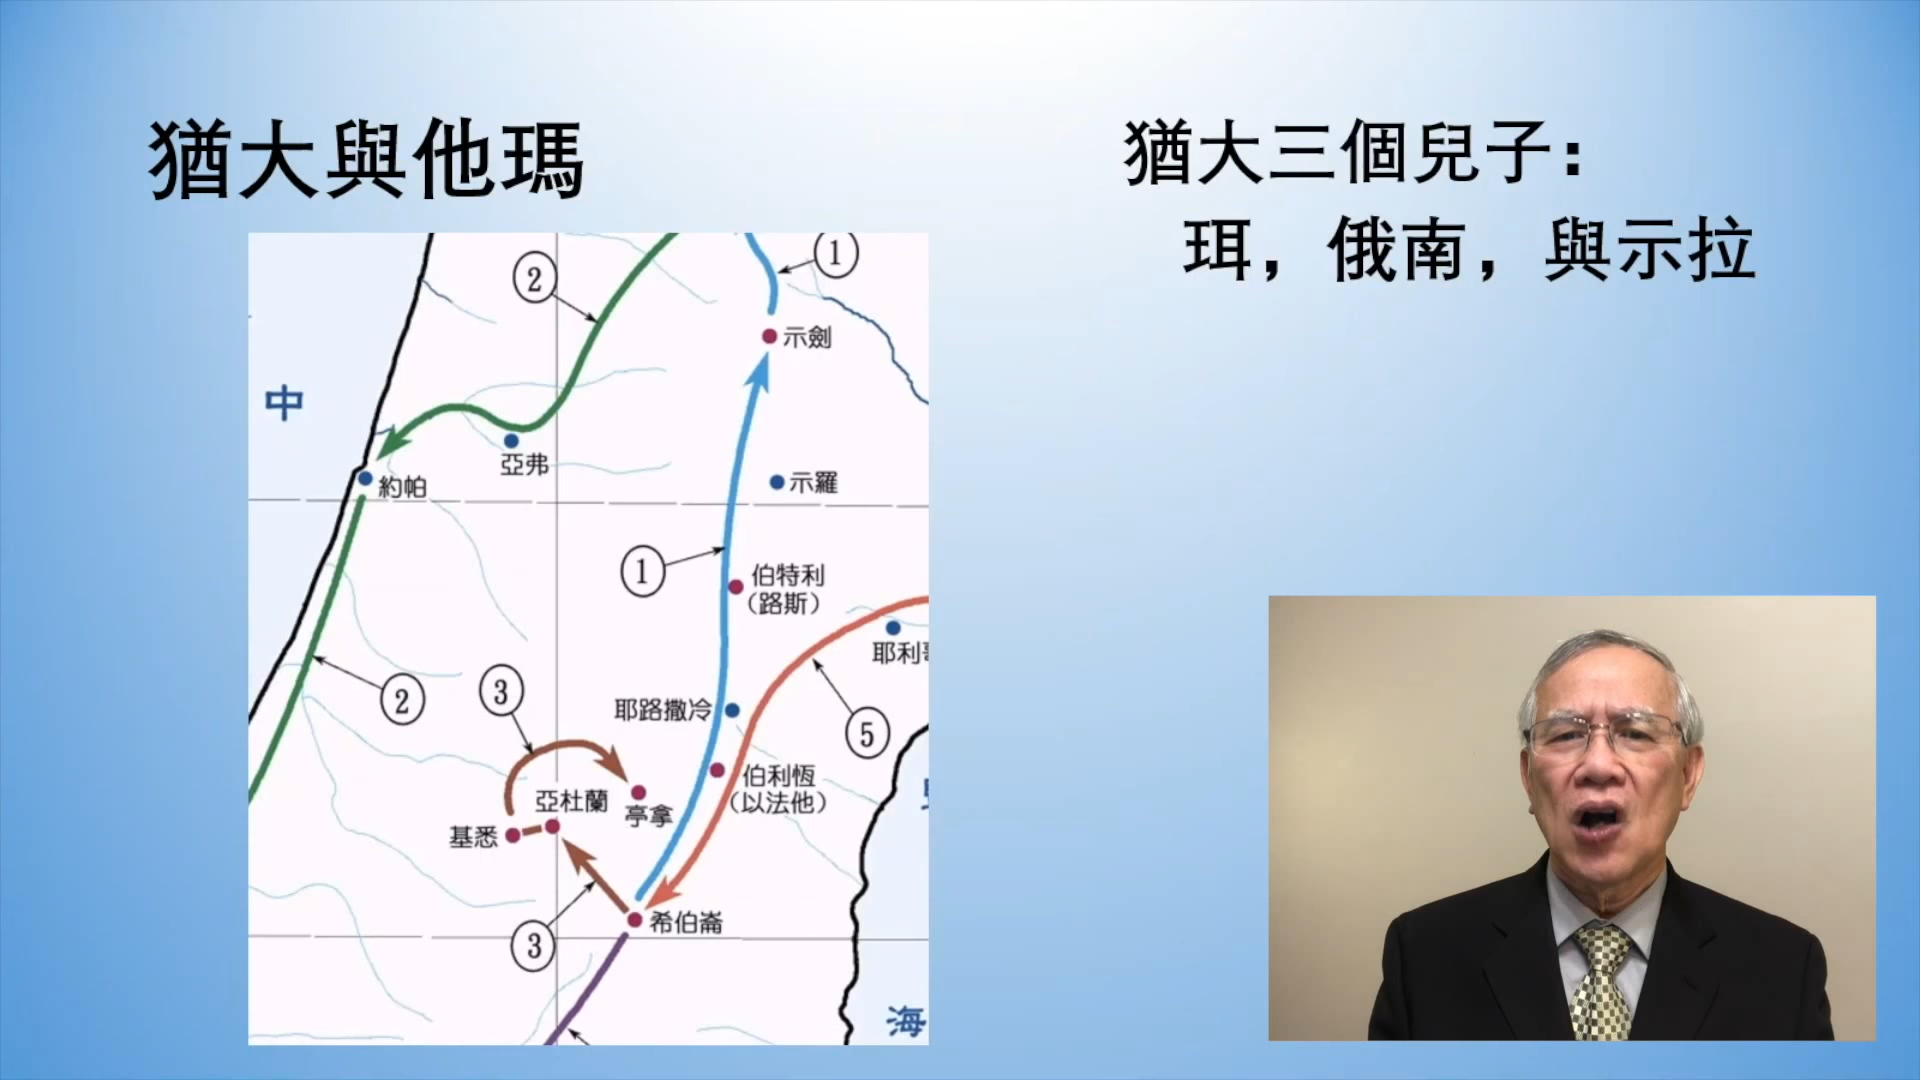 猶大與他瑪
猶大三個兒子：
珥，俄南，與示拉
①
②
示劍
中
亞弗
約帕
示羅
①
伯特利
（路斯）
耶利
②
③
耶路撒冷
⑤
伯利恆
（以法他）
亞杜蘭
亭拿
基悉
希伯崙
③
海